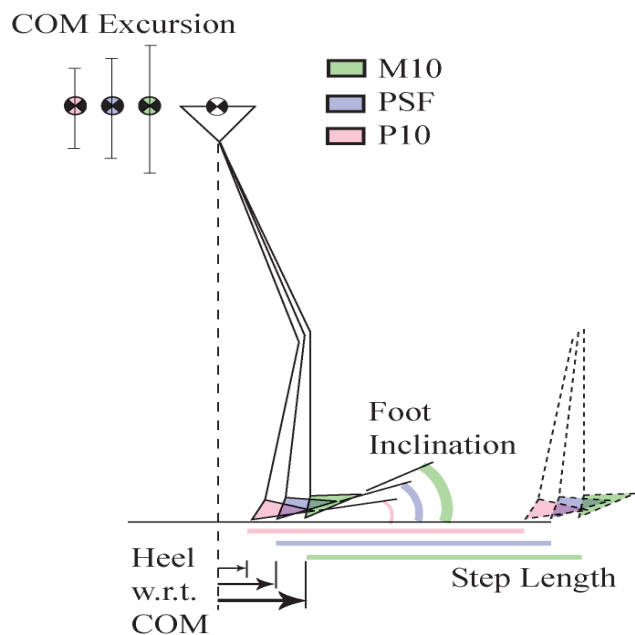 COM Excursion
M10
PSF
P10
Foot
Inclination
Heel
w.r.t.
COM
Step Length